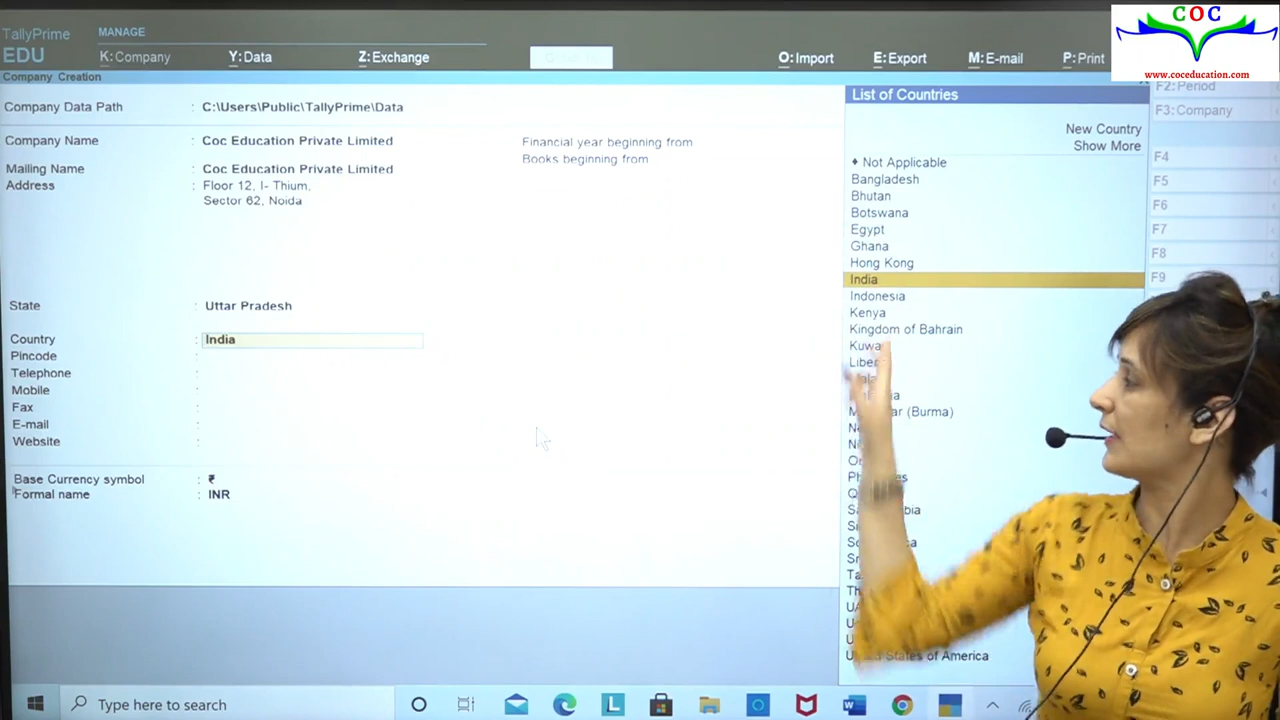 COC
www.coceducation.com
TallyPrime
EDU
MANAGE
K: Company
Y: Data
Z: Exchange
O: Import
E: Export
M: E-mail
P: Print
Company Creation
Company Data Path : C:\Users\Public\TallyPrime\Data
Company Name : Coc Education Private Limited
Mailing Name : Coc Education Private Limited
Address : Floor 12, I- Thium,
Sector 62, Noida
State : Uttar Pradesh
Country : India
Pincode :
Telephone :
Mobile :
Fax :
E-mail :
Website :
Base Currency symbol : ₹
Formal name : INR
Financial year beginning from
Books beginning from
List of Countries
New Country
Show More
♦ Not Applicable
Bangladesh
Bhutan
Botswana
Egypt
Ghana
Hong Kong
India
Indonesia
Kenya
Kingdom of Bahrain
(Burma)
United States of America
F2: Period
F3: Company
F4
F5
F6
F7
F8
F9
Type here to search